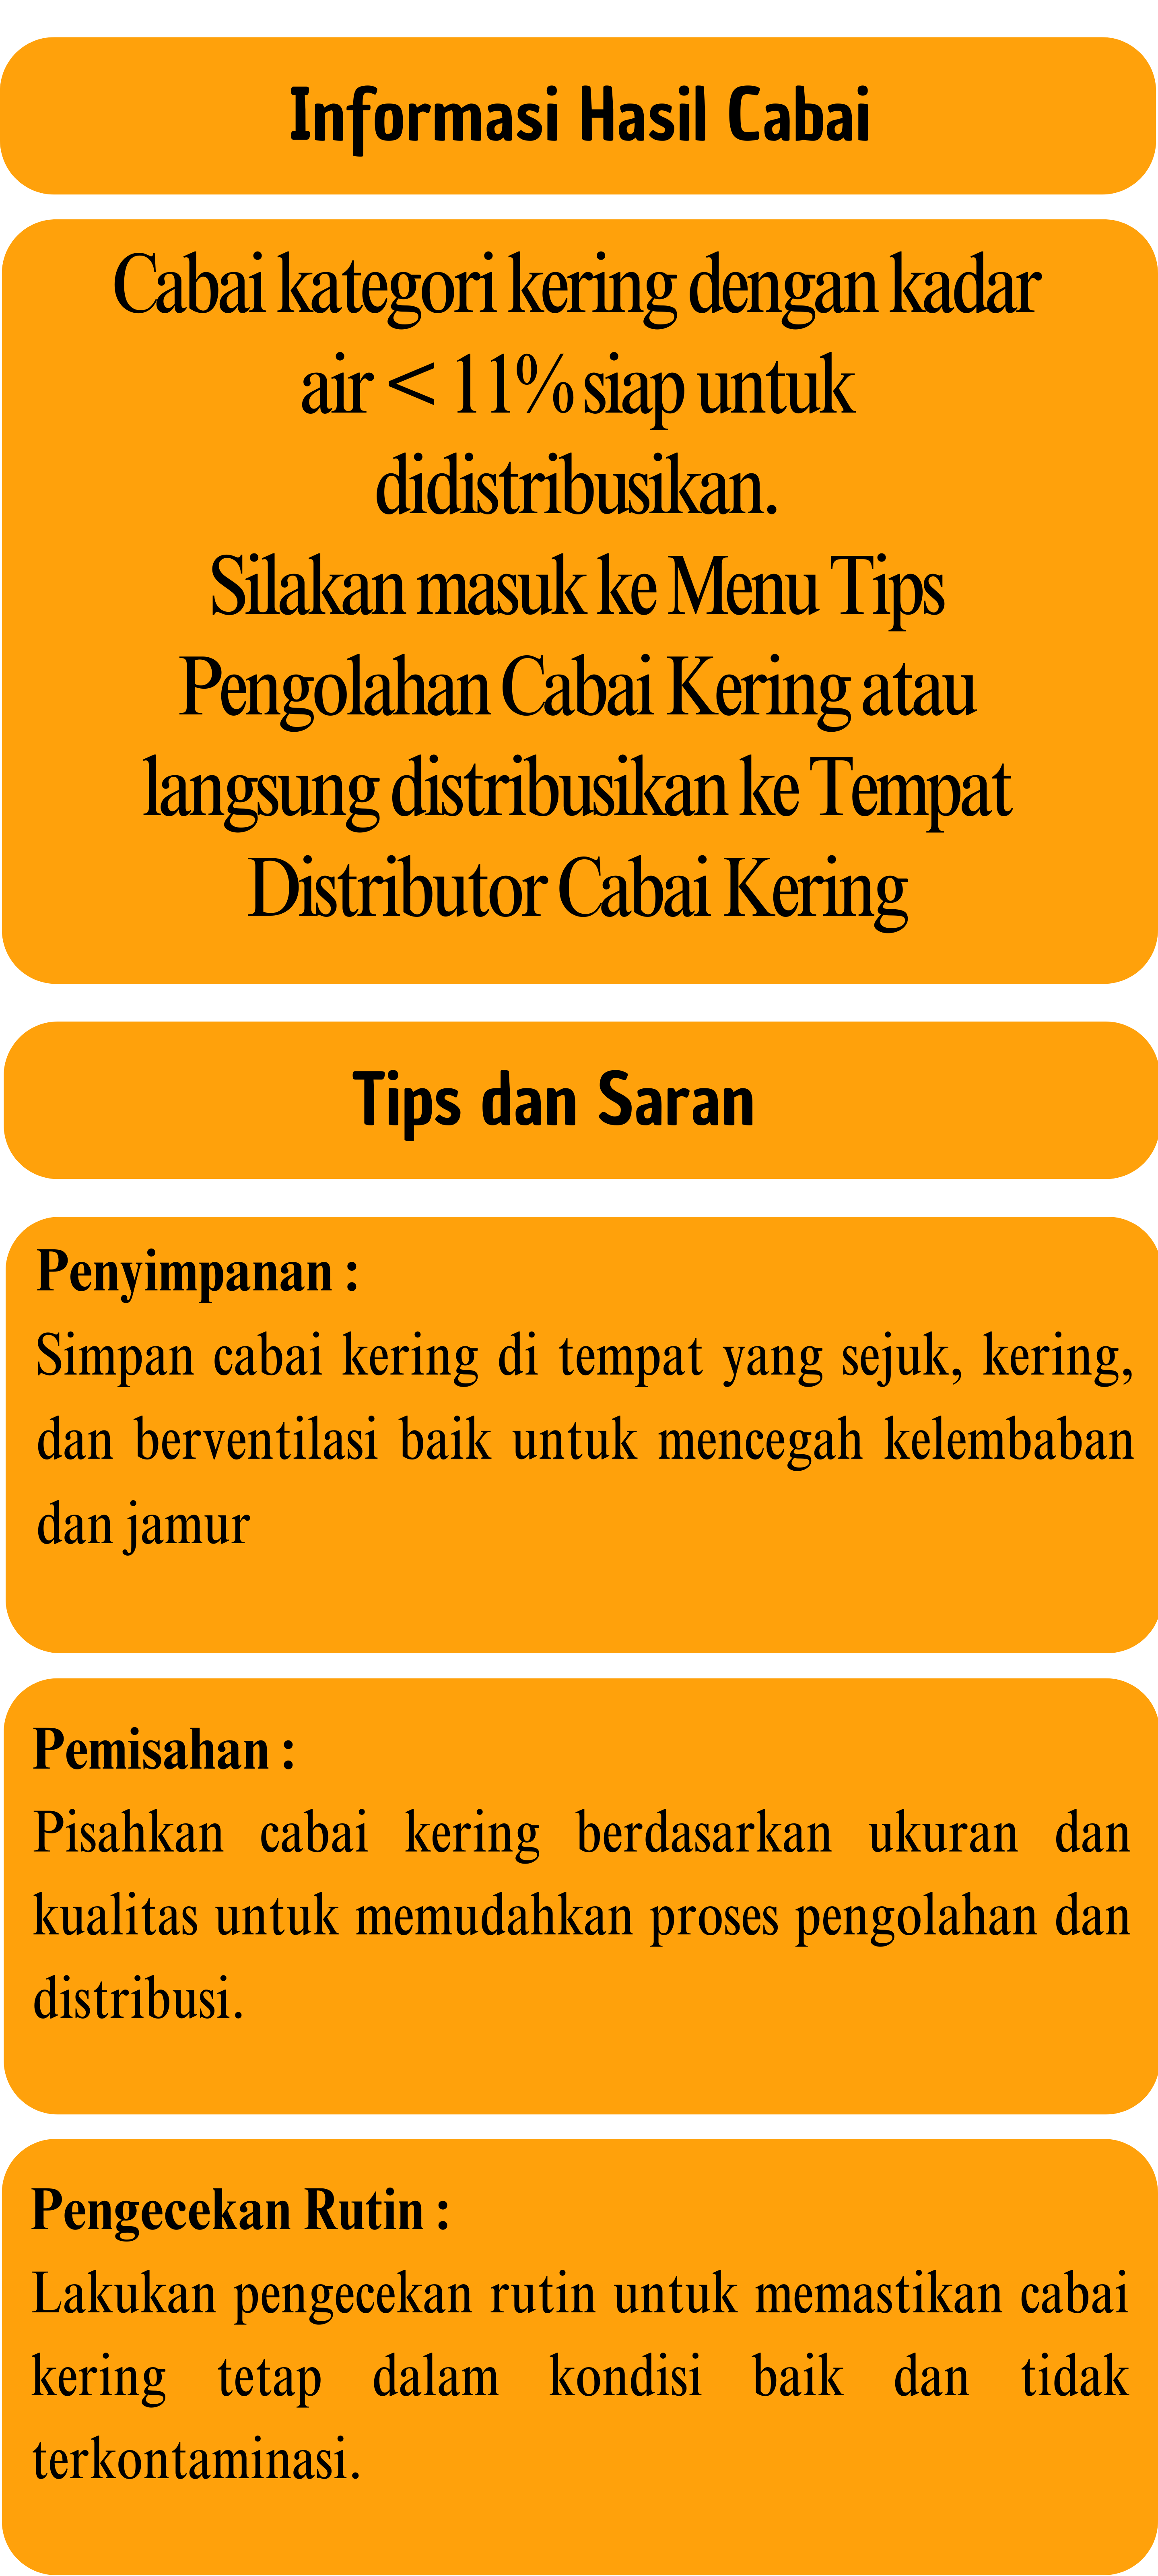 Informasi Hasil Cabai
Cabai kategori kering dengan kadar
air < 11% siap untuk
didistribusikan.
Silakan masuk ke Menu Tips
Pengolahan Cabai Kering atau
langsung distribusikan ke Tempat
Distributor Cabai Kering
Tips dan Saran
Penyimpanan :
Simpan cabai kering di tempat yang sejuk, kering,
dan berventilasi baik untuk mencegah kelembaban
dan jamur
Pemisahan :
Pisahkan cabai kering berdasarkan ukuran dan
kualitas untuk memudahkan proses pengolahan dan
distribusi.
Pengecekan Rutin :
Lakukan pengecekan rutin untuk memastikan cabai
kering tetap dalam kondisi baik dan tidak
terkontaminasi.